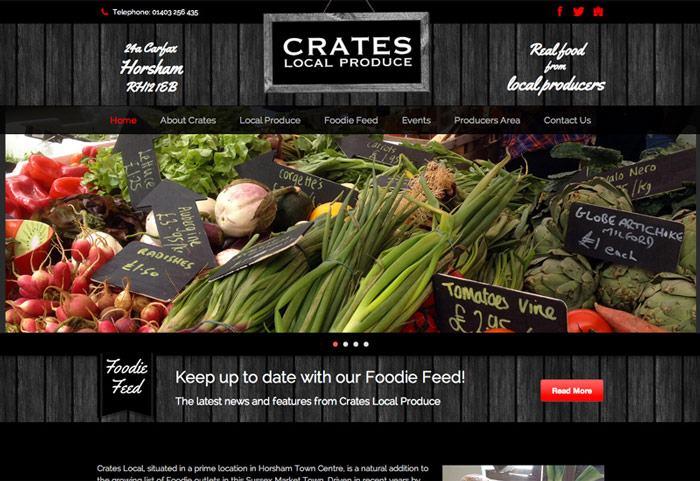 Telephone: 01403 256 435
24a Carfax
Horsham
RH12 1EB
CRATES
LOCAL PRODUCE
Real food
from
local producers
Home About Crates Local Produce Foodie Feed Events Producers Area Contact Us
Lettuce
£1.25
Corgette's
carrots
Cavalo Nero
/kg
Aubergine
RADISHES
£1.50
GLOBE ARTICHOKE
MILFORD
£1 each
Tomatoes Vine
£2.95
Foodie
Feed
Keep up to date with our Foodie Feed!
The latest news and features from Crates Local Produce
Read More
Crates Local, situated in a prime location in Horsham Town Centre, is a natural addition to
the growing list of Foodie outlets in this Sussex Market Town. Driven in recent years by